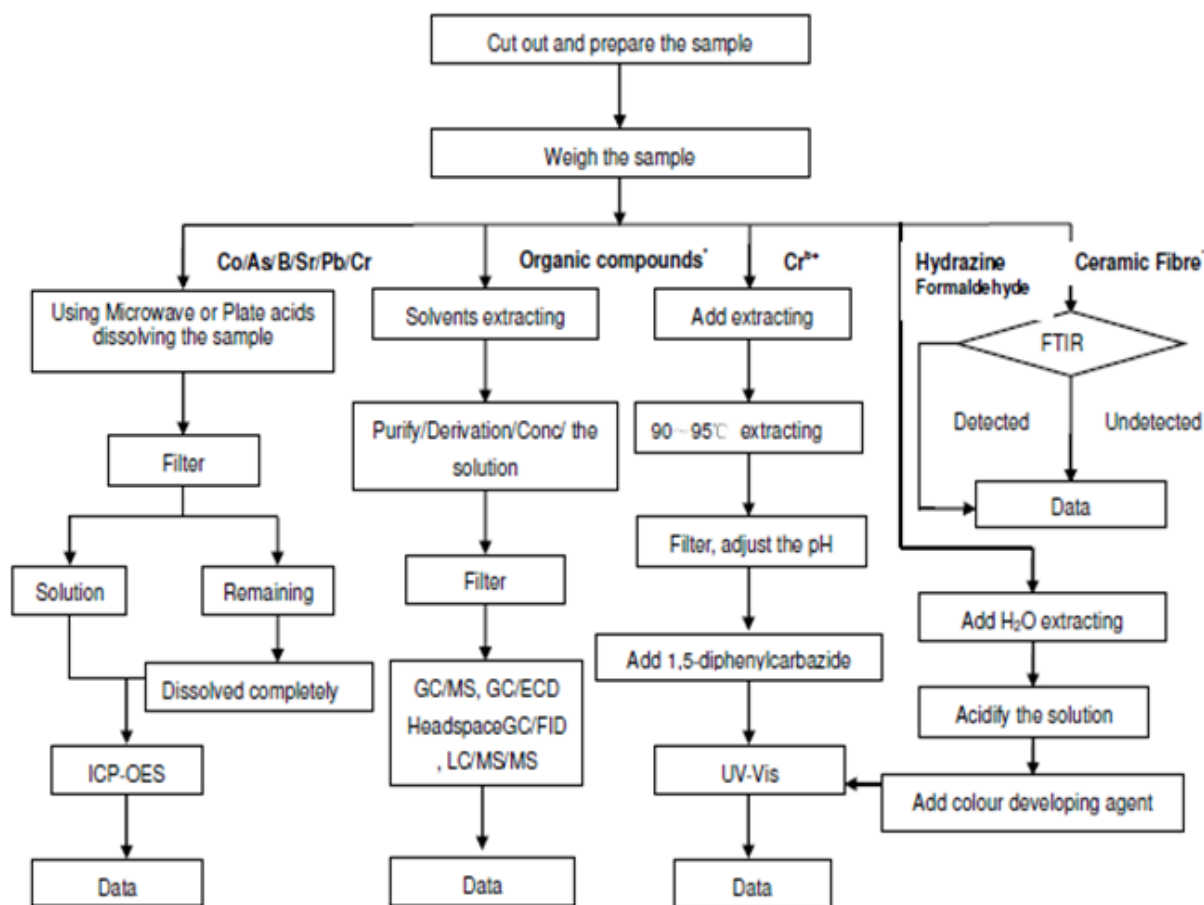 Cut out and prepare the sample
Weigh the sample
Co/As/B/Sr/Pb/Cr
Using Microwave or Plate acids
dissolving the sample
Filter
Solution
Remaining
Dissolved completely
ICP-OES
Data
Organic compounds*
Solvents extracting
Purify/Derivation/Conc/ the
solution
Filter
GC/MS, GC/ECD
HeadspaceGC/FID
, LC/MS/MS
Data
Cr⁶⁺
Add extracting
90~95℃ extracting
Filter, adjust the pH
Add 1,5-diphenylcarbazide
UV-Vis
Data
Hydrazine
Formaldehyde
Add H₂O extracting
Acidify the solution
Add colour developing agent
Ceramic Fibre*
FTIR
Detected
Undetected
Data